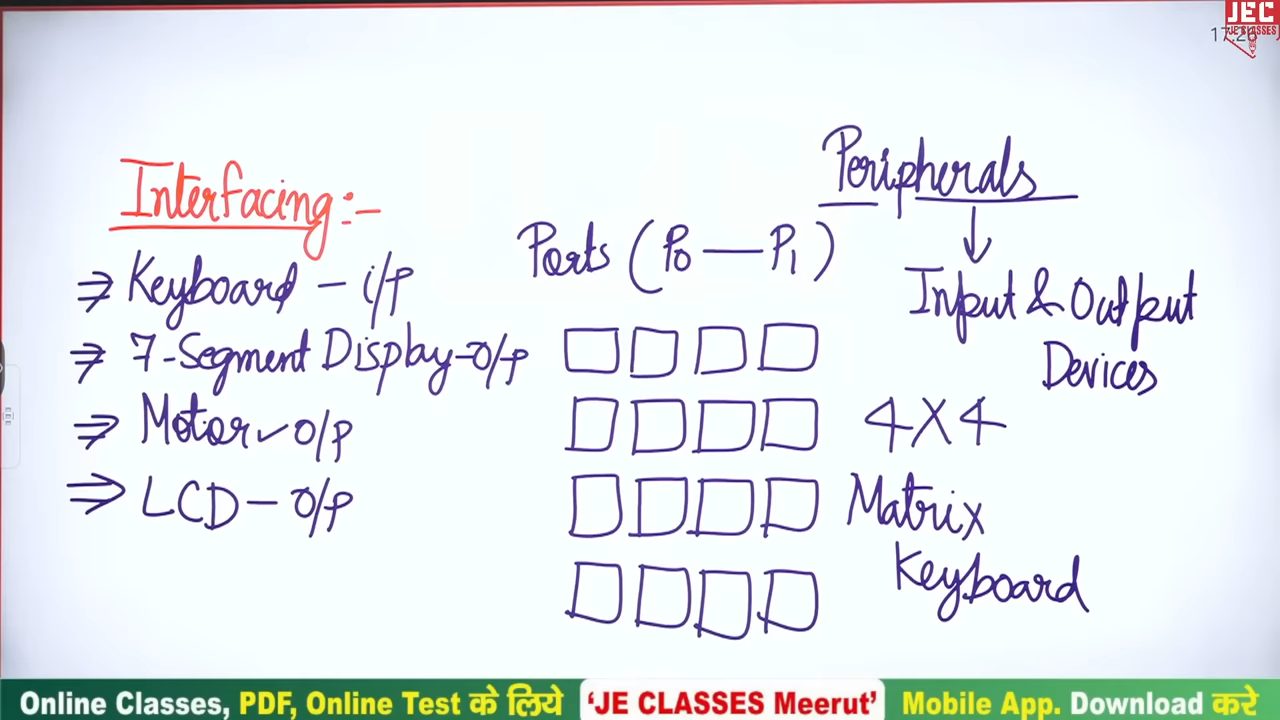 JEC
JE CLASSES
Peripherals
Interfacing:-
Ports (P0 — P1)
⇒ Keyboard - i/p
Input & Output
Devices
⇒ 7-Segment Display - o/p
⇒ Motor - o/p
4X4
⇒ LCD - o/p
Matrix
Keyboard
Online Classes, PDF, Online Test के लिये 'JE CLASSES Meerut' Mobile App. Download करे